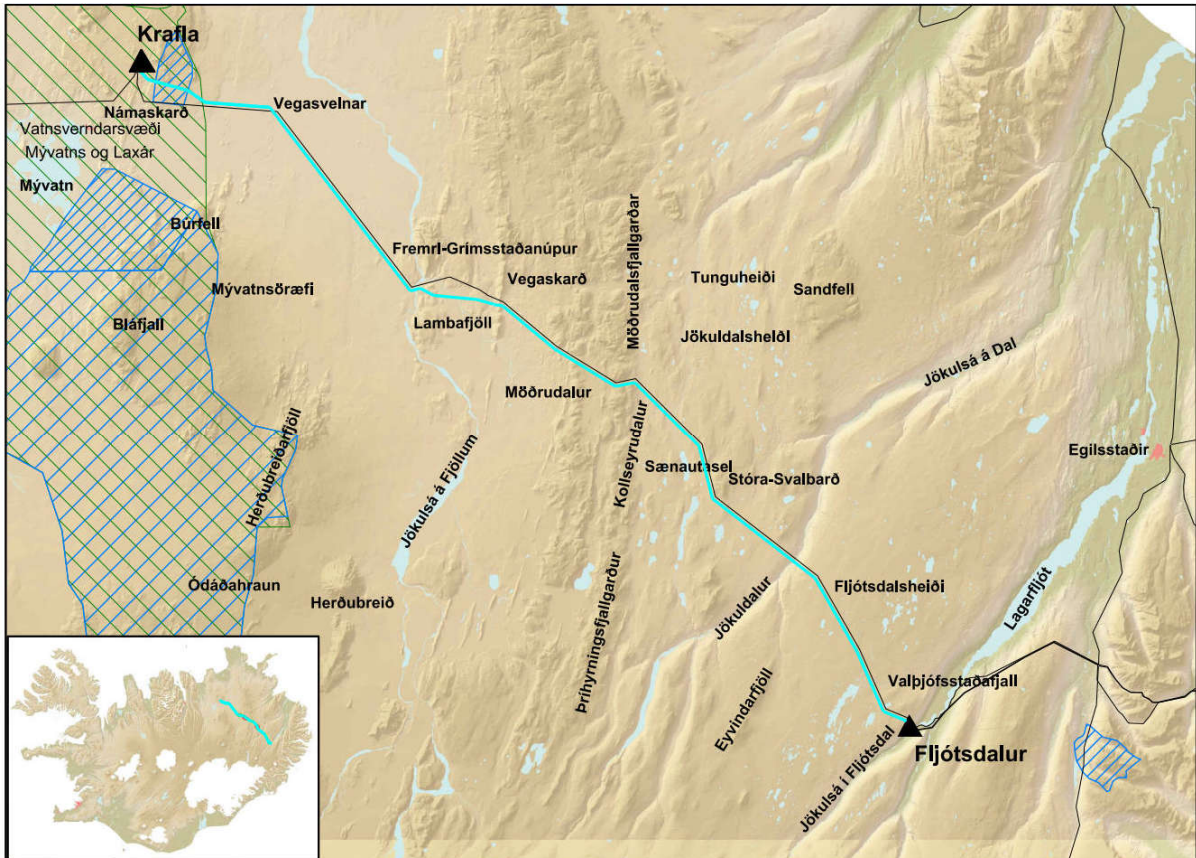 Krafla
Vegasvelnar
Námaskarð
Vatnsverndarsvæði
Mývatns og Laxár
Mývatn
Búrfell
Fremrl-Grímsstaðanúpur
Vegaskarð
Möðrudalsfjallgarðar
Tunguheiði
Sandfell
Mývatnsöræfi
Bláfjall
Lambafjöll
Jökuldalsheiðl
Jökulsá á Dal
Möðrudalur
Herðubreiðarfjöll
Jökulsá á Fjöllum
Kollseyrudalur
Sænautasel
Stóra-Svalbarð
Egilsstaðir
Ódáðahraun
Herðubreið
Þríhyrningsfjallgarður
Jökuldalur
Fljótsdalsheiði
Lagarfljót
Eyvindarfjöll
Valþjófsstaðafjall
Jökulsá í Fljótsdal
Fljótsdalur